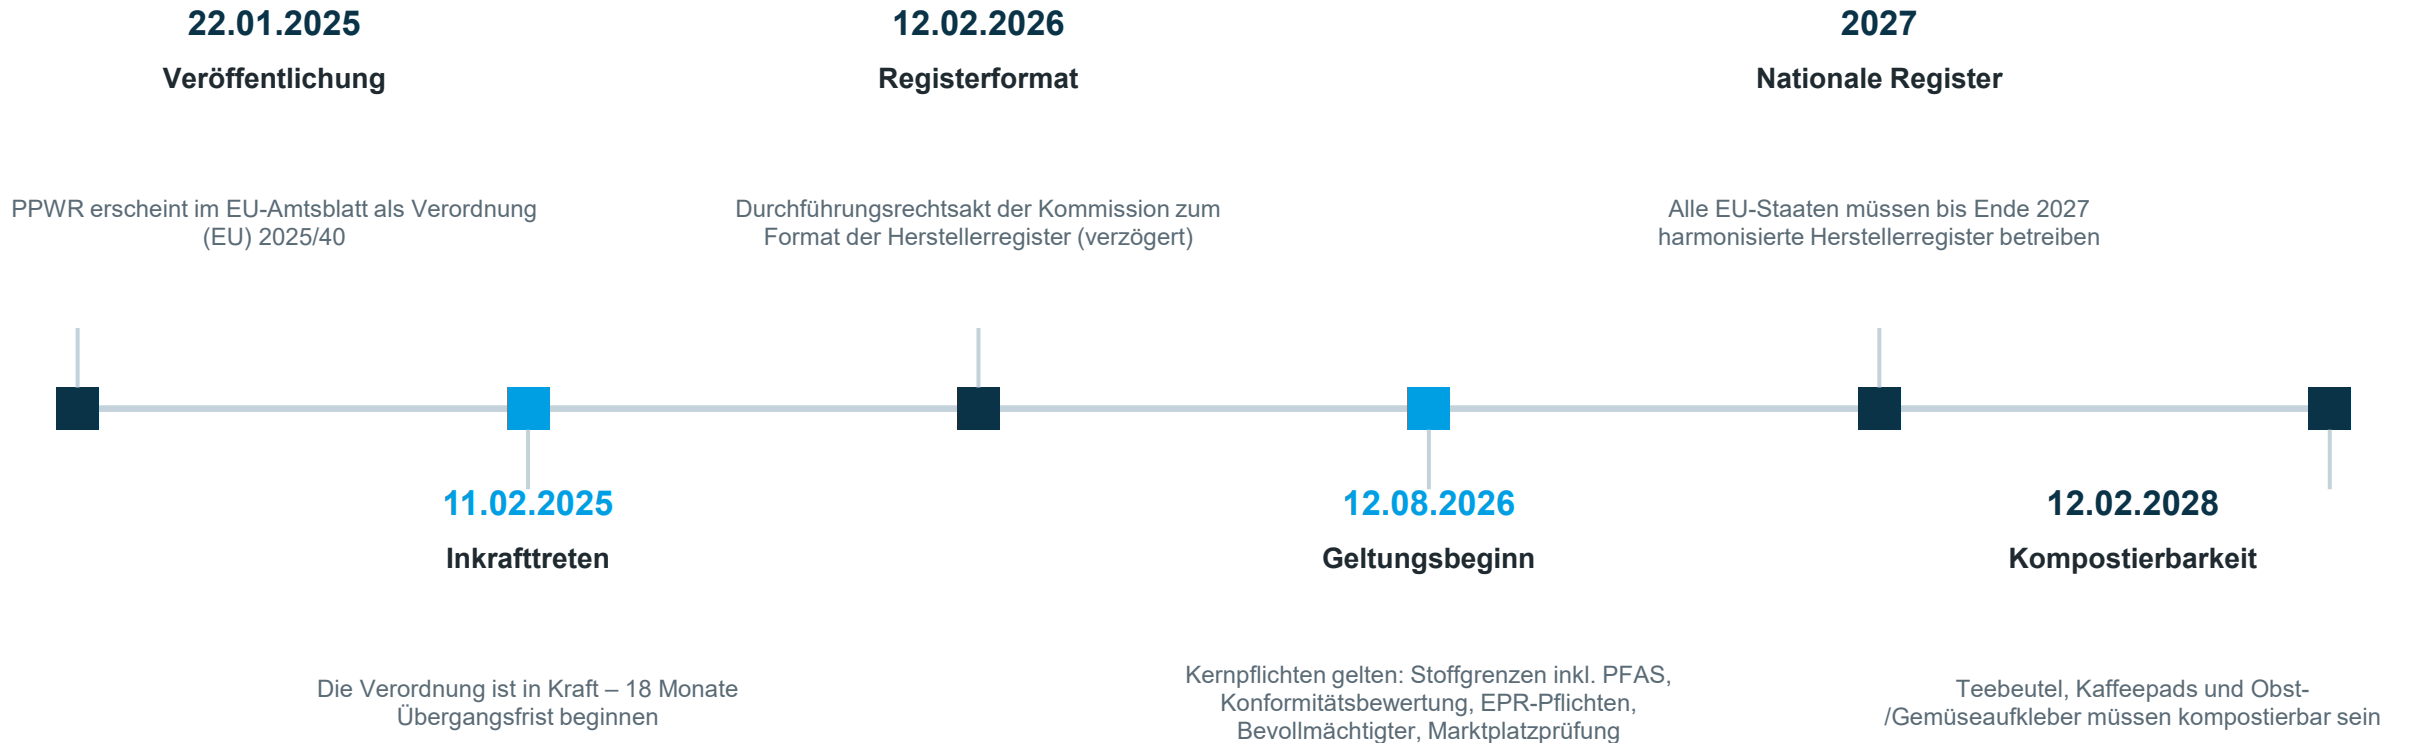 22.01.2025
Veröffentlichung
PPWR erscheint im EU-Amtsblatt als Verordnung
(EU) 2025/40
11.02.2025
Inkrafttreten
Die Verordnung ist in Kraft – 18 Monate
Übergangsfrist beginnen
12.02.2026
Registerformat
Durchführungsrechtsakt der Kommission zum
Format der Herstellerregister (verzögert)
12.08.2026
Geltungsbeginn
Kernpflichten gelten: Stoffgrenzen inkl. PFAS,
Konformitätsbewertung, EPR-Pflichten,
Bevollmächtigter, Marktplatzprüfung
2027
Nationale Register
Alle EU-Staaten müssen bis Ende 2027
harmonisierte Herstellerregister betreiben
12.02.2028
Kompostierbarkeit
Teebeutel, Kaffeepads und Obst-
/Gemüseaufkleber müssen kompostierbar sein